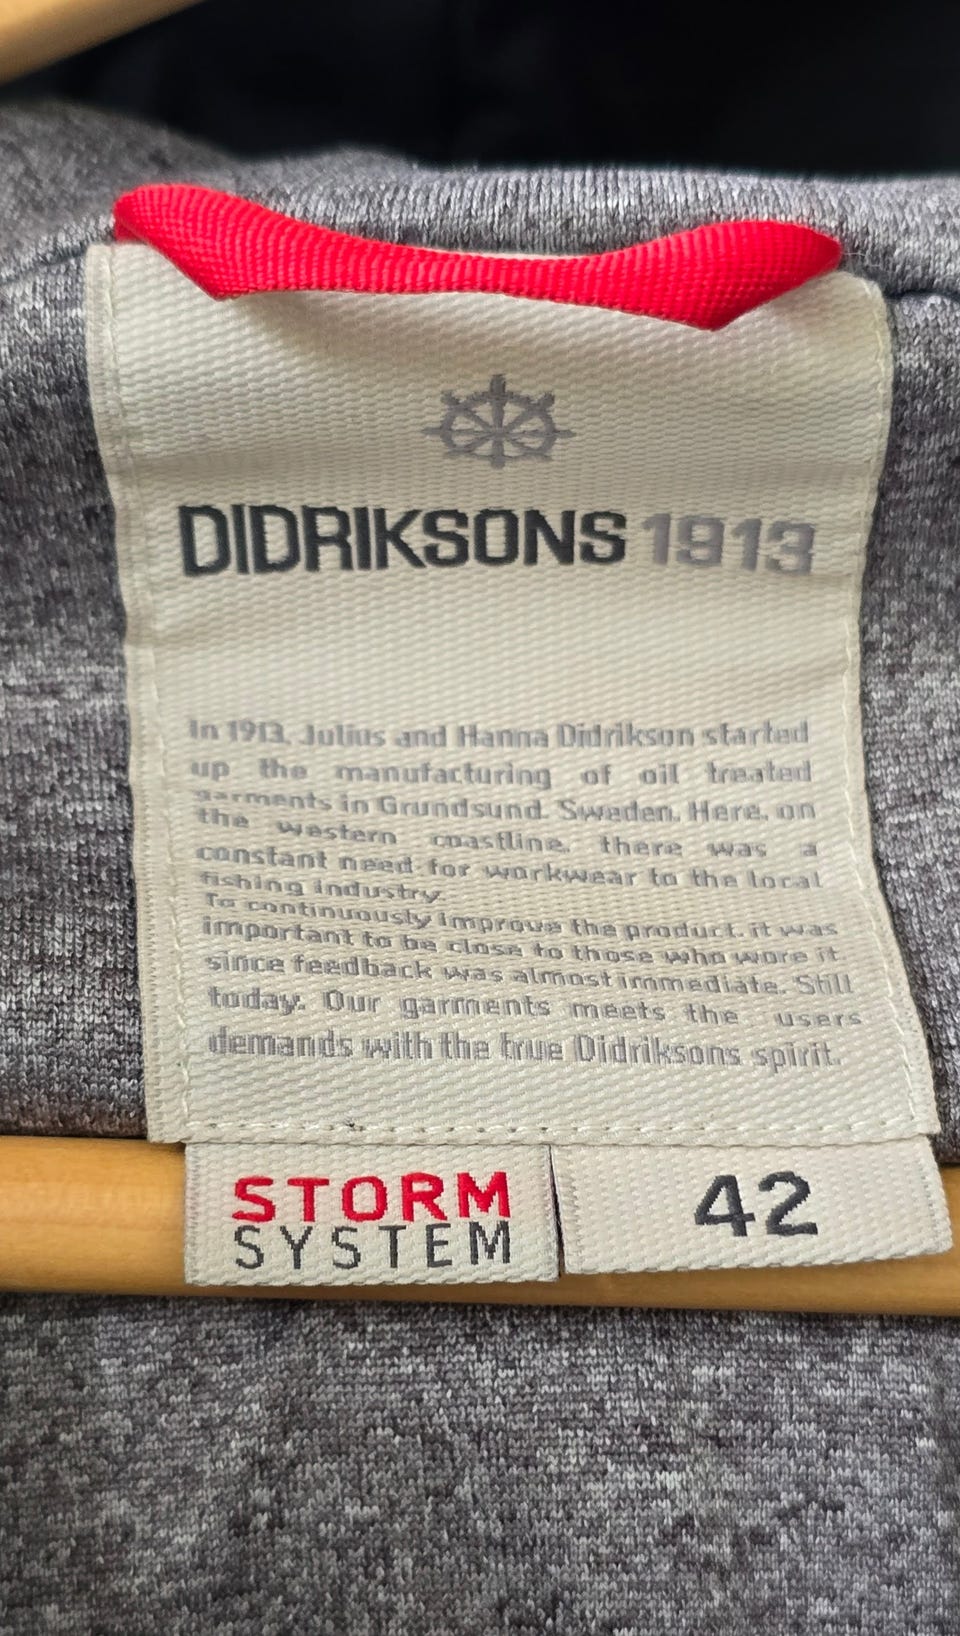 DIDRIKSONS 1913
In 1913, Julius and Hanna Didrikson started
up the manufacturing of oil treated
garments in Grundsund, Sweden. Here, on
the western coastline, there was a
constant need for workwear to the local
fishing industry.
To continuously improve the product, it was
important to be close to those who wore it,
since feedback was almost immediate. Still
today. Our garments meets the users
demands with the true Didriksons spirit.
STORM
SYSTEM
42